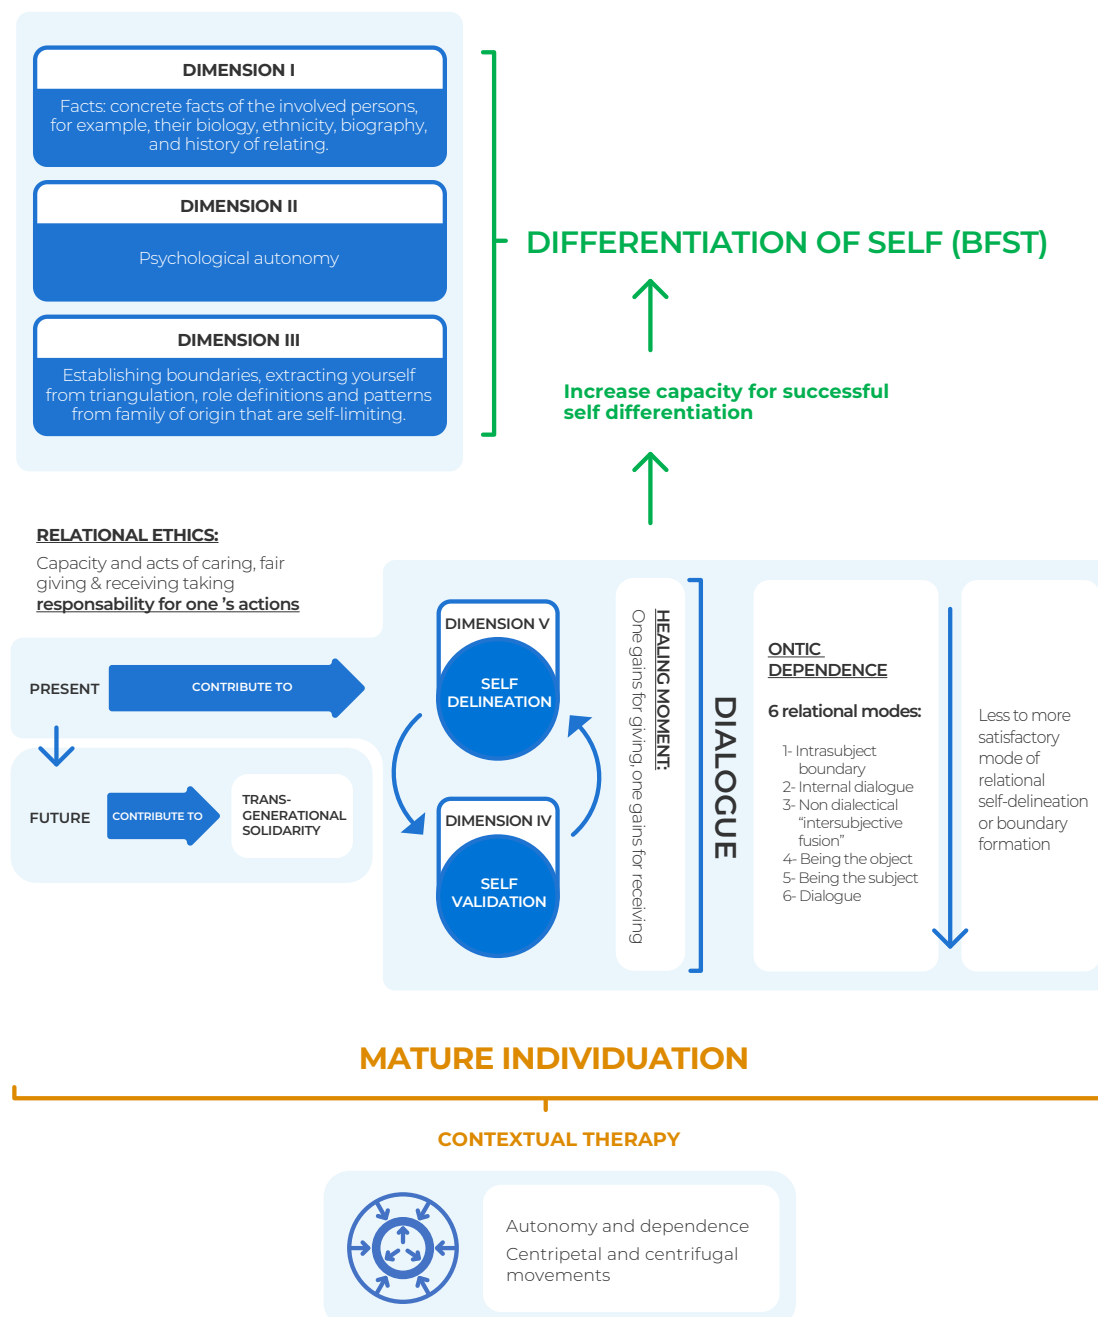 DIMENSION I
Facts: concrete facts of the involved persons,
for example, their biology, ethnicity, biography,
and history of relating.
DIMENSION II
Psychological autonomy
DIMENSION III
Establishing boundaries, extracting yourself
from triangulation, role definitions and patterns
from family of origin that are self-limiting.
DIFFERENTIATION OF SELF (BFST)
Increase capacity for successful
self differentiation
RELATIONAL ETHICS:
Capacity and acts of caring, fair
giving & receiving taking
responsability for one 's actions
PRESENT
CONTRIBUTE TO
FUTURE
CONTRIBUTE TO
TRANS-
GENERATIONAL
SOLIDARITY
DIMENSION V
SELF
DELINEATION
DIMENSION IV
SELF
VALIDATION
HEALING MOMENT:
One gains for giving, one gains for receiving
DIALOGUE
ONTIC
DEPENDENCE
6 relational modes:
1- Intrasubject
boundary
2- Internal dialogue
3- Non dialectical
“intersubjective
fusion”
4- Being the object
5- Being the subject
6- Dialogue
Less to more
satisfactory
mode of
relational
self-delineation
or boundary
formation
MATURE INDIVIDUATION
CONTEXTUAL THERAPY
Autonomy and dependence
Centripetal and centrifugal
movements